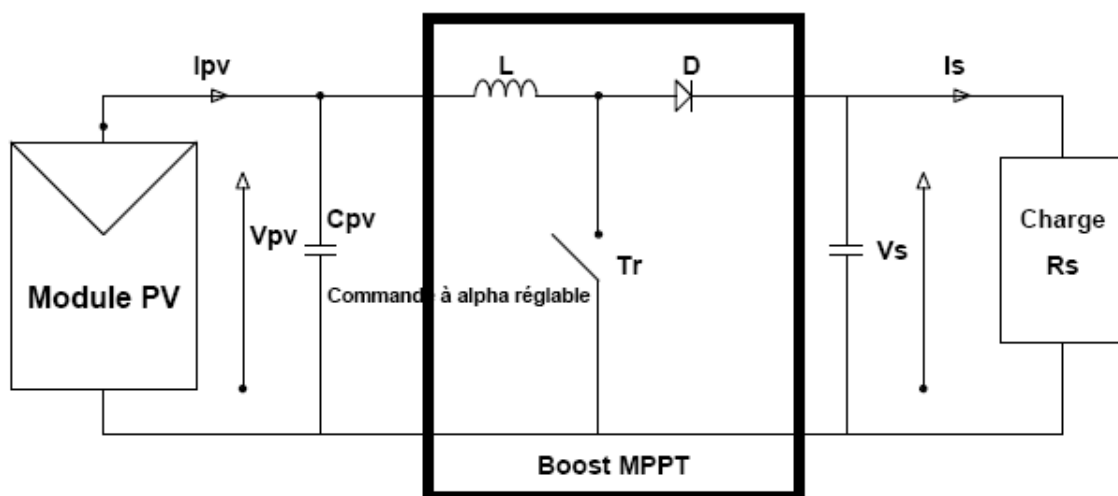 Ipv
L
D
Is
Module PV
Vpv
Cpv
Commande à alpha réglable
Tr
Vs
Charge
Rs
Boost MPPT